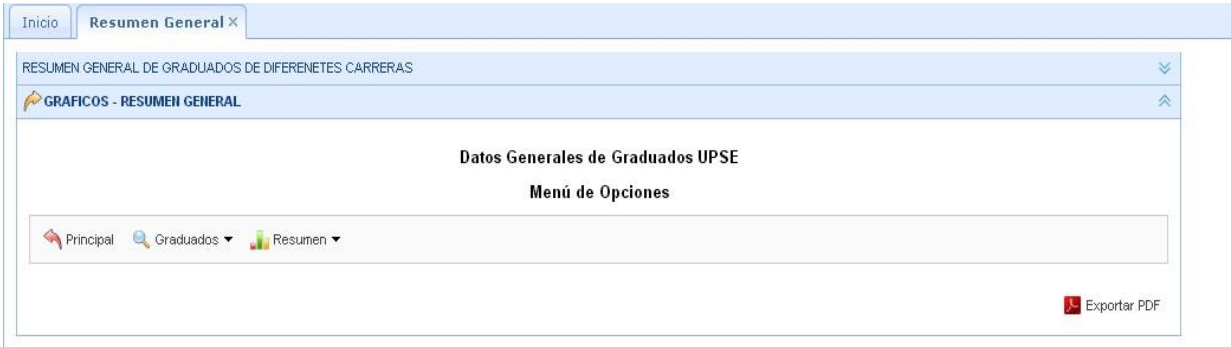 Inicio
Resumen General
RESUMEN GENERAL DE GRADUADOS DE DIFERENETES CARRERAS
GRAFICOS - RESUMEN GENERAL
Datos Generales de Graduados UPSE
Menú de Opciones
Principal Graduados Resumen
Exportar PDF